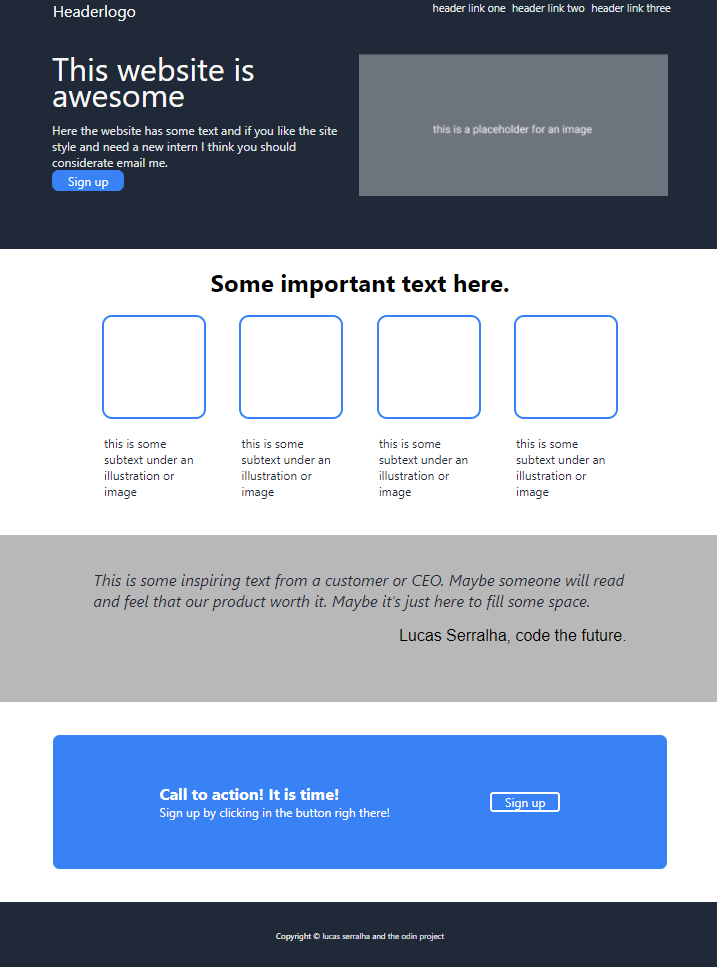 Headerlogo
header link one header link two header link three
This website is
awesome
Here the website has some text and if you like the site
style and need a new intern I think you should
considerate email me.
Sign up
this is a placeholder for an image
Some important text here.
this is some
subtext under an
illustration or
image
this is some
subtext under an
illustration or
image
this is some
subtext under an
illustration or
image
this is some
subtext under an
illustration or
image
This is some inspiring text from a customer or CEO. Maybe someone will read
and feel that our product worth it. Maybe it's just here to fill some space.
Lucas Serralha, code the future.
Call to action! It is time!
Sign up by clicking in the button righ there!
Sign up
Copyright © lucas serralha and the odin project